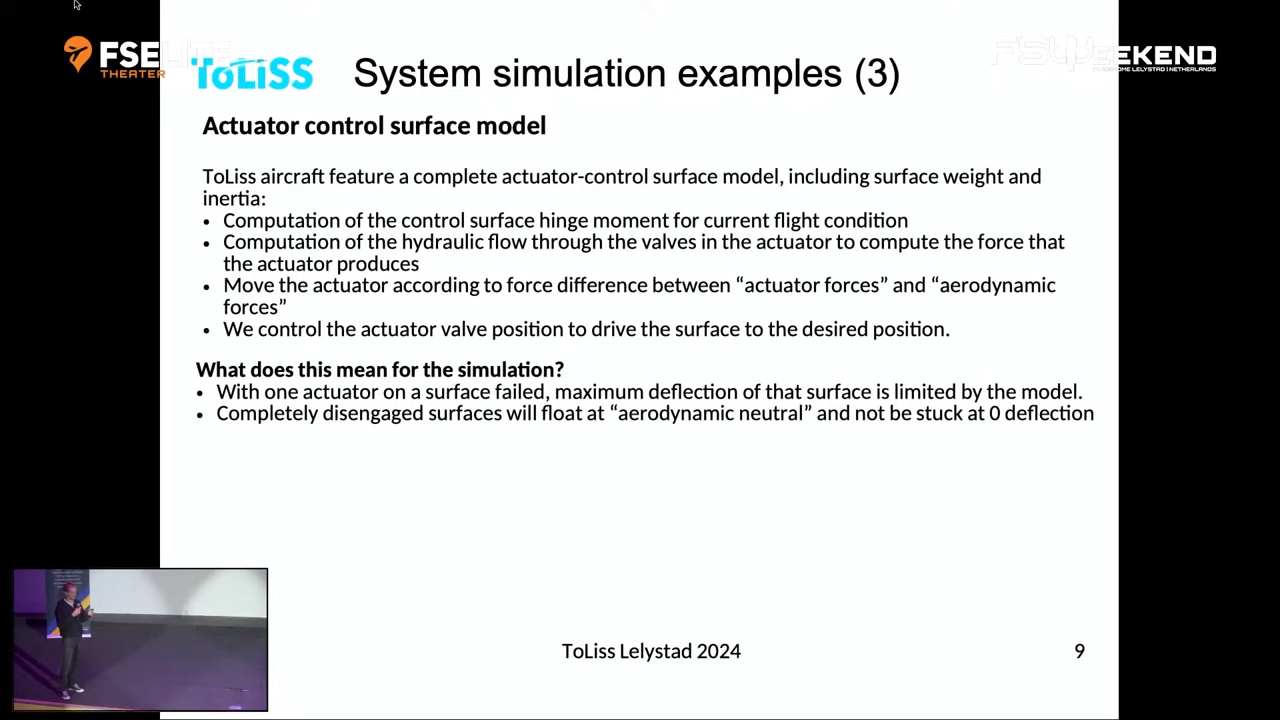 FSELITE
THEATER
FSWEEKEND
AVIODROME LELYSTAD | NETHERLANDS
ToLiSS
System simulation examples (3)
Actuator control surface model
ToLiss aircraft feature a complete actuator-control surface model, including surface weight and
inertia:
• Computation of the control surface hinge moment for current flight condition
• Computation of the hydraulic flow through the valves in the actuator to compute the force that
the actuator produces
• Move the actuator according to force difference between “actuator forces” and “aerodynamic
forces”
• We control the actuator valve position to drive the surface to the desired position.
What does this mean for the simulation?
• With one actuator on a surface failed, maximum deflection of that surface is limited by the model.
• Completely disengaged surfaces will float at “aerodynamic neutral” and not be stuck at 0 deflection
ToLiss Lelystad 2024
9